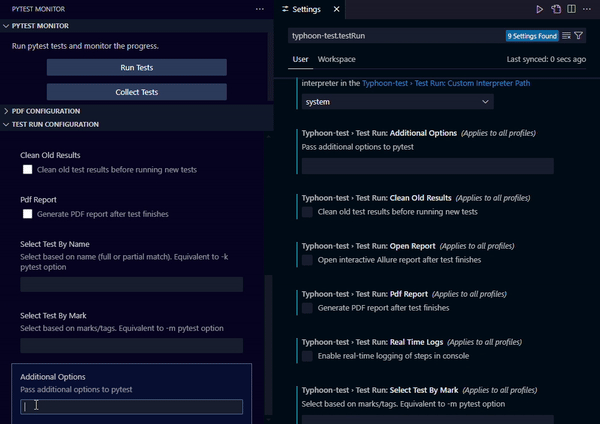 PYTEST MONITOR
PYTEST MONITOR
Run pytest tests and monitor the progress.
Run Tests
Collect Tests
PDF CONFIGURATION
TEST RUN CONFIGURATION
Clean Old Results
Clean old test results before running new tests
Pdf Report
Generate PDF report after test finishes
Select Test By Name
Select based on name (full or partial match). Equivalent to -k
pytest option
Select Test By Mark
Select based on marks/tags. Equivalent to -m pytest option
Additional Options
Pass additional options to pytest
Settings
typhoon-test.testRun
9 Settings Found
User
Workspace
Last synced: 0 secs ago
interpreter in the Typhoon-test › Test Run: Custom Interpreter Path
system
Typhoon-test › Test Run: Additional Options (Applies to all profiles)
Pass additional options to pytest
Typhoon-test › Test Run: Clean Old Results (Applies to all profiles)
Clean old test results before running new tests
Typhoon-test › Test Run: Open Report (Applies to all profiles)
Open interactive Allure report after test finishes
Typhoon-test › Test Run: Pdf Report (Applies to all profiles)
Generate PDF report after test finishes
Typhoon-test › Test Run: Real Time Logs (Applies to all profiles)
Enable real-time logging of steps in console
Typhoon-test › Test Run: Select Test By Mark (Applies to all profiles)
Select based on marks/tags. Equivalent to -m pytest option